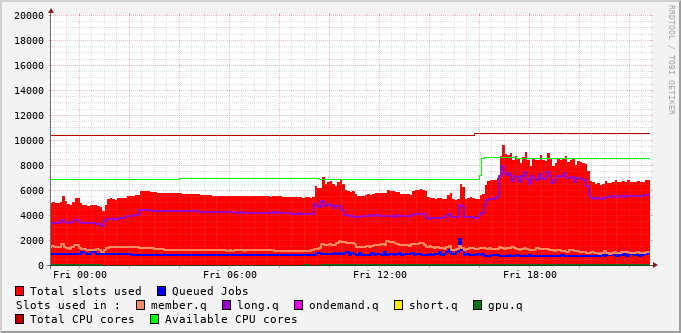 20000
18000
16000
14000
12000
10000
8000
6000
4000
2000
0
Fri 00:00 Fri 06:00 Fri 12:00 Fri 18:00
RRDTOOL / TOBI OETIKER
Total slots used Queued Jobs
Slots used in : member.q long.q ondemand.q short.q gpu.q
Total CPU cores Available CPU cores